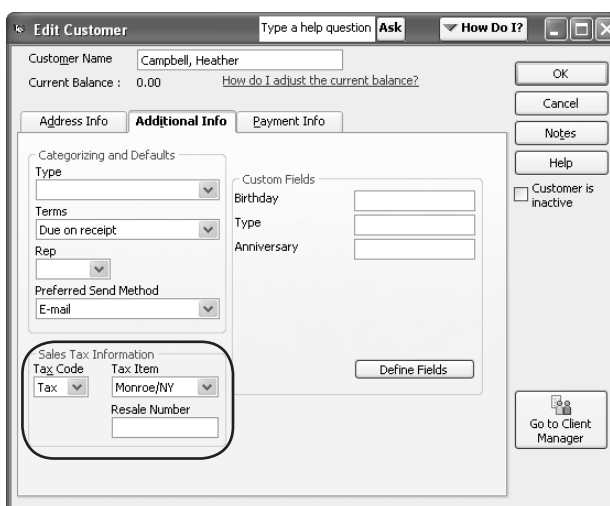 Edit Customer
Type a help question Ask
How Do I?
Customer Name Campbell, Heather
Current Balance : 0.00 How do I adjust the current balance?
OK
Cancel
Notes
Help
Customer is
inactive
Address Info Additional Info Payment Info
Categorizing and Defaults
Type
Terms
Due on receipt
Rep
Preferred Send Method
E-mail
Custom Fields
Birthday
Type
Anniversary
Define Fields
Sales Tax Information
Tax Code Tax Item
Tax Monroe/NY
Resale Number
Go to Client
Manager